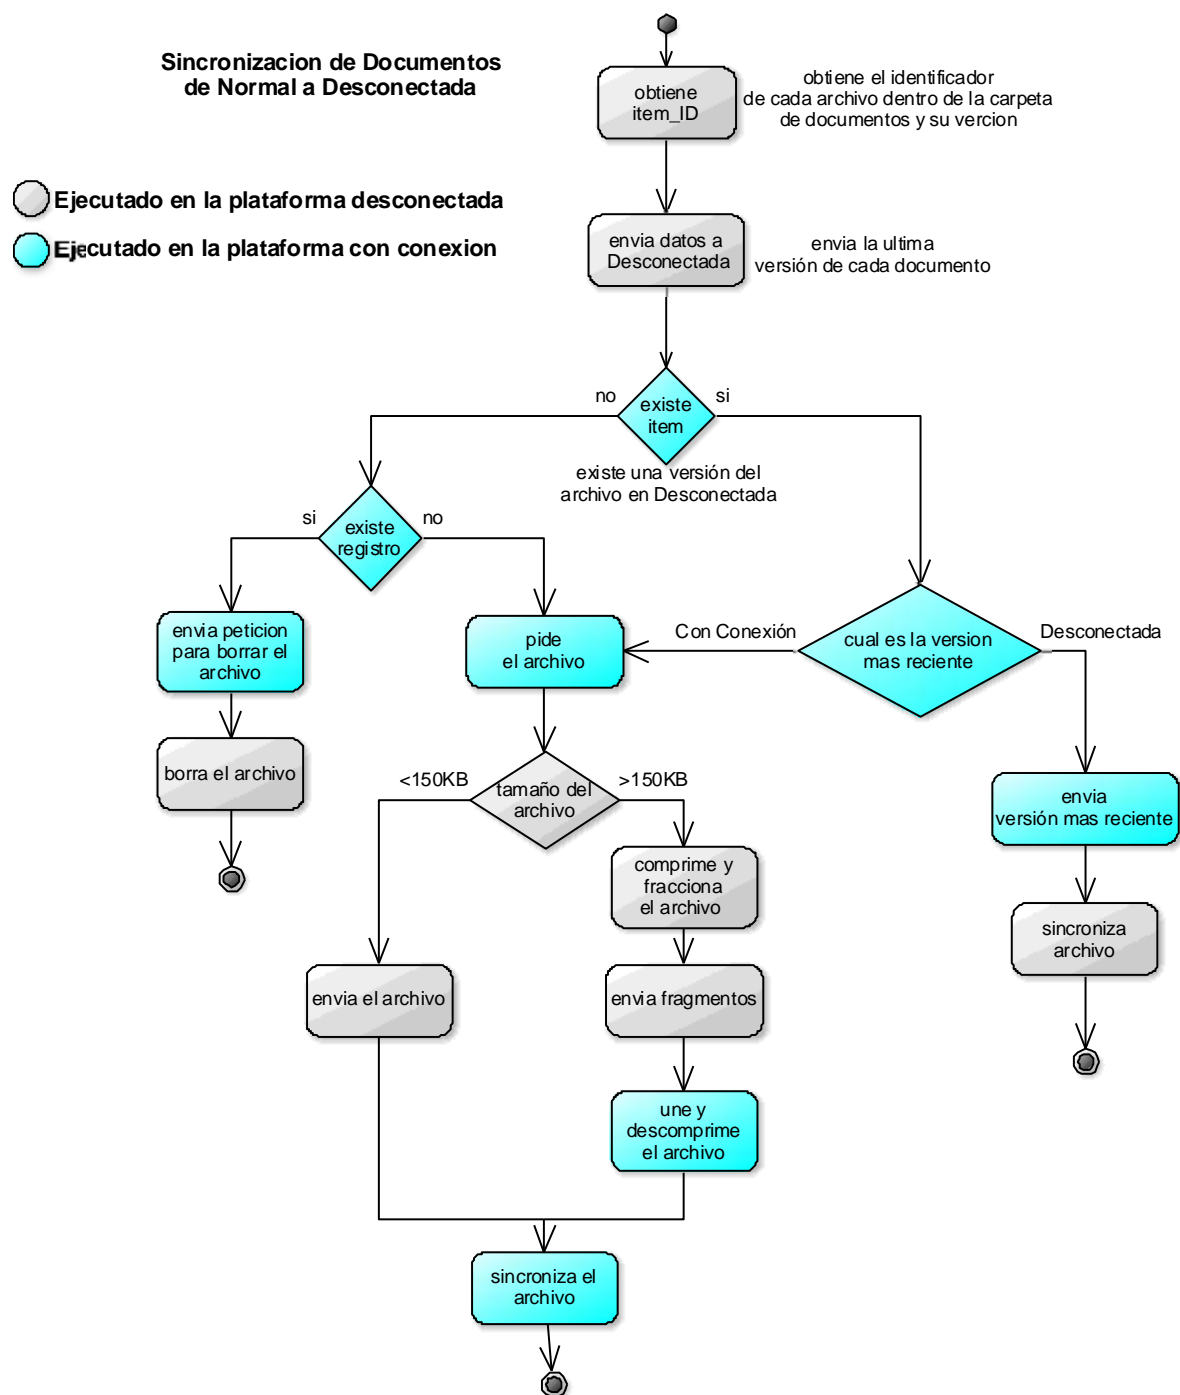 Sincronizacion de Documentos
de Normal a Desconectada
obtiene
item_ID
obtiene el identificador
de cada archivo dentro de la carpeta
de documentos y su vercion
Ejecutado en la plataforma desconectada
Ejecutado en la plataforma con conexion
envia datos a
Desconectada
envia la ultima
versión de cada documento
no
existe
item
si
existe una versión del
archivo en Desconectada
si
existe
registro
no
envia peticion
para borrar el
archivo
pide
el archivo
Con Conexión
cual es la version
mas reciente
Desconectada
borra el archivo
<150KB
tamaño del
archivo
>150KB
envia
versión mas reciente
comprime y
fracciona
el archivo
sincroniza
archivo
envia el archivo
envia fragmentos
une y
descomprime
el archivo
sincroniza el
archivo